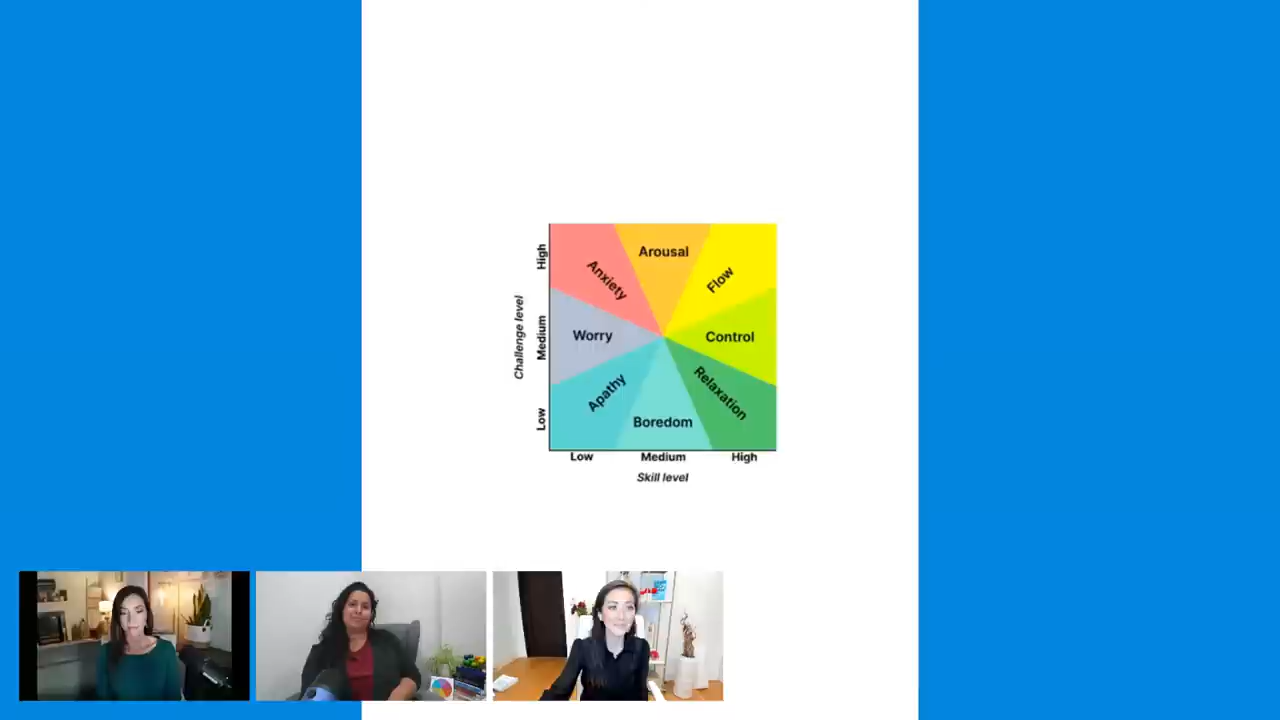 High
Arousal
Anxiety
Flow
Challenge level
Medium
Worry
Control
Apathy
Relaxation
Low
Boredom
Low
Medium
High
Skill level